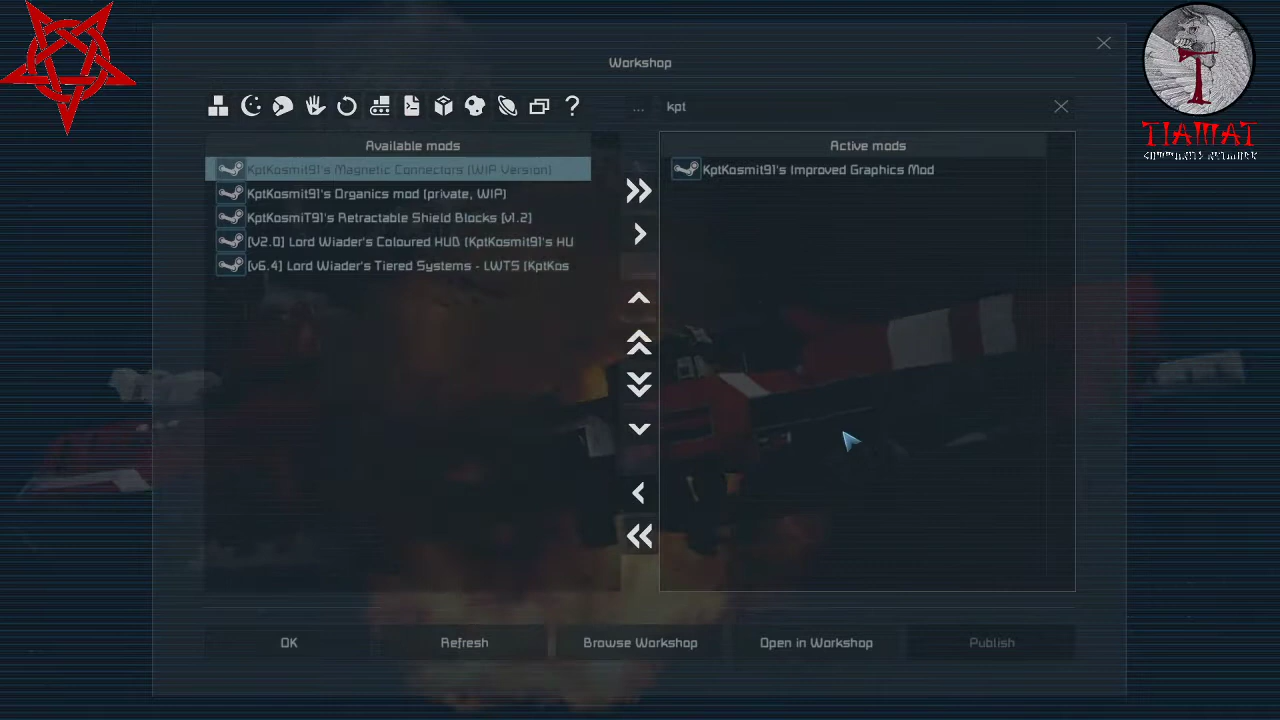 Workshop
... kpt
?
Available mods
KptKosmit91's Magnetic Connectors (WIP Version)
KptKosmit91's Organics mod (private, WIP)
KptKosmiT91's Retractable Shield Blocks [v1.2]
[V2.0] Lord Wiader's Coloured HUD (KptKosmit91's HU
[v6.4] Lord Wiader's Tiered Systems - LWTS (KptKos
Active mods
KptKosmit91's Improved Graphics Mod
OK
Refresh
Browse Workshop
Open in Workshop
Publish
TIAMAT
COMMUNITY NETWORK